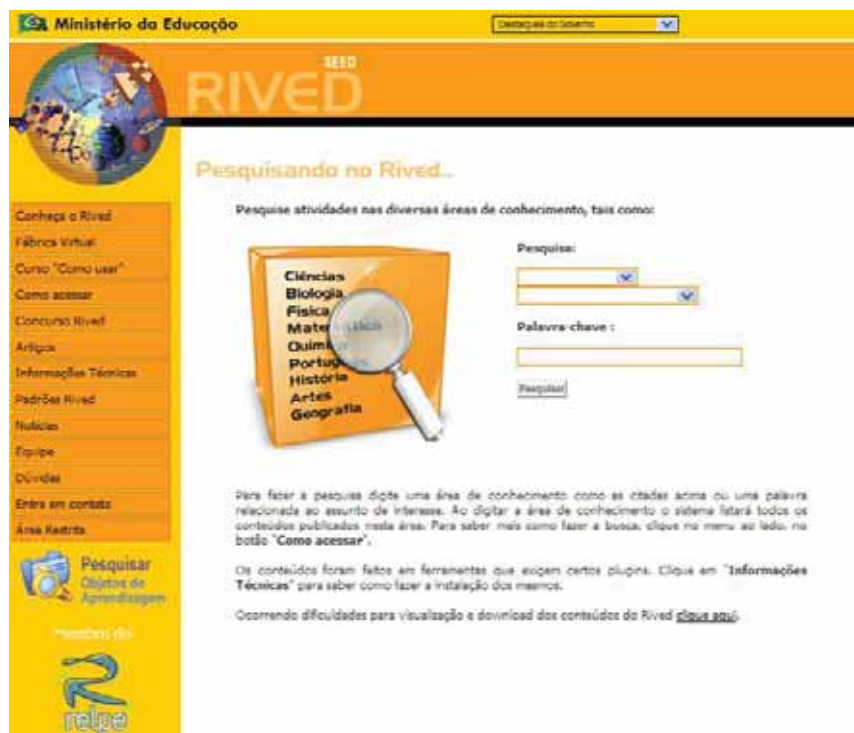 Ministério da Educação
Destaques do Governo
SEED
RIVED
Pesquisando no Rived...
Pesquise atividades nas diversas áreas de conhecimento, tais como:
Conheça o Rived
Fábrica Virtual
Curso "Como usar"
Como acessar
Concurso Rived
Artigos
Informações Técnicas
Padrões Rived
Notícias
Equipe
Dúvidas
Entre em contato
Área Restrita
Pesquisar
Objetos de
Aprendizagem
Membro da:
relpe
Ciências
Biologia
Física
Matemática
Química
Português
História
Artes
Geografia
Pesquisa:
Palavra-chave :
Pesquisar
Para fazer a pesquisa digite uma área de conhecimento como as citadas acima ou uma palavra
relacionada ao assunto de interesse. Ao digitar a área de conhecimento o sistema listará todos os
conteúdos publicados nesta área. Para saber mais como fazer a busca, clique no menu ao lado, no
botão "Como acessar".
Os conteúdos foram feitos em ferramentas que exigem certos plugins. Clique em "Informações
Técnicas" para saber como fazer a instalação dos mesmos.
Ocorrendo dificuldades para visualização e download dos conteúdos do Rived clique aqui.